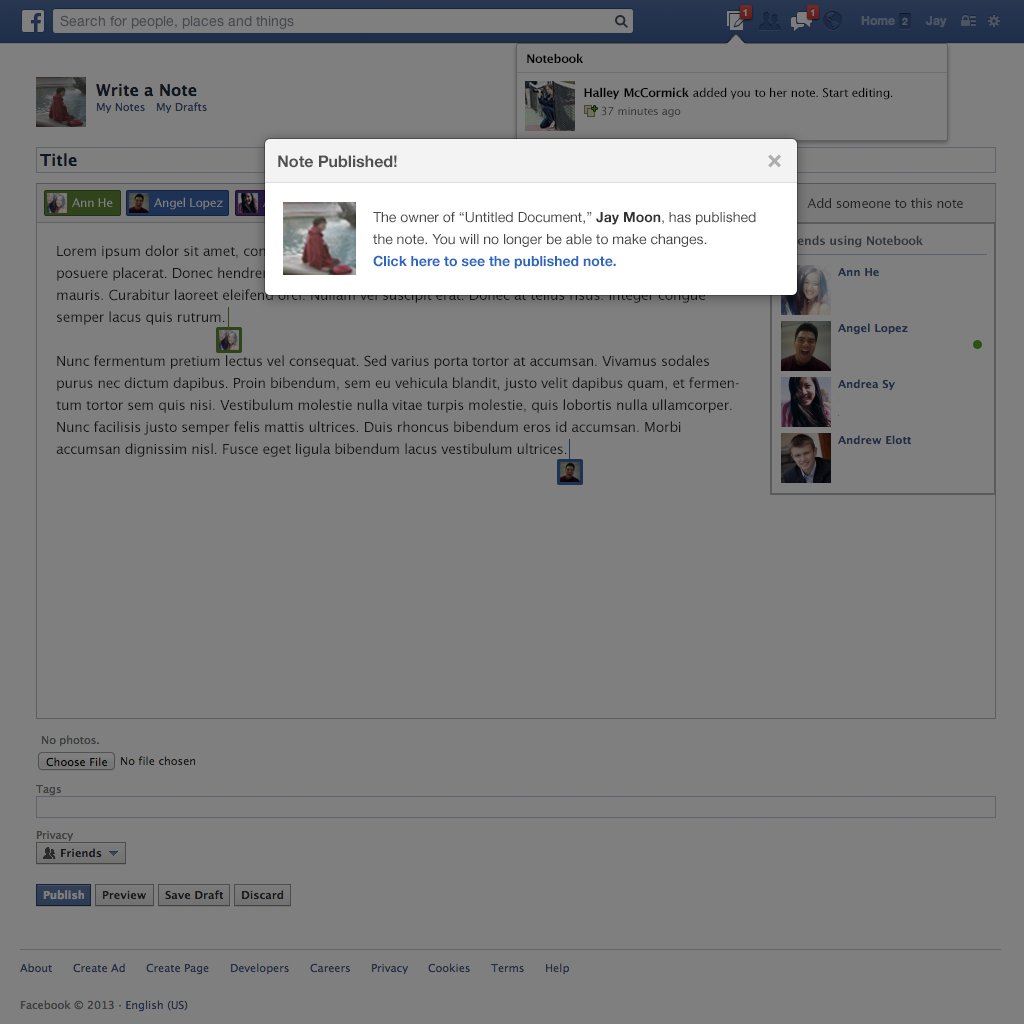 Search for people, places and things
1
1
Home 2
Jay
Notebook
Halley McCormick added you to her note. Start editing.
37 minutes ago
Write a Note
My Notes My Drafts
Title
Note Published!
The owner of “Untitled Document,” Jay Moon, has published
the note. You will no longer be able to make changes.
Click here to see the published note.
Ann He
Angel Lopez
Add someone to this note
ends using Notebook
Ann He
Angel Lopez
Andrea Sy
Andrew Elott
Lorem ipsum dolor sit amet, con
posuere placerat. Donec hendrer
mauris. Curabitur laoreet eleifend orci. Nullam vel suscipit erat. Donec at tellus risus. Integer congue
semper lacus quis rutrum.
Nunc fermentum pretium lectus vel consequat. Sed varius porta tortor at accumsan. Vivamus sodales
purus nec dictum dapibus. Proin bibendum, sem eu vehicula blandit, justo velit dapibus quam, et fermen-
tum tortor sem quis nisi. Vestibulum molestie nulla vitae turpis molestie, quis lobortis nulla ullamcorper.
Nunc facilisis justo semper felis mattis ultrices. Duis rhoncus bibendum eros id accumsan. Morbi
accumsan dignissim nisl. Fusce eget ligula bibendum lacus vestibulum ultrices.
No photos.
Choose File No file chosen
Tags
Privacy
Friends
Publish Preview Save Draft Discard
About Create Ad Create Page Developers Careers Privacy Cookies Terms Help
Facebook © 2013 · English (US)